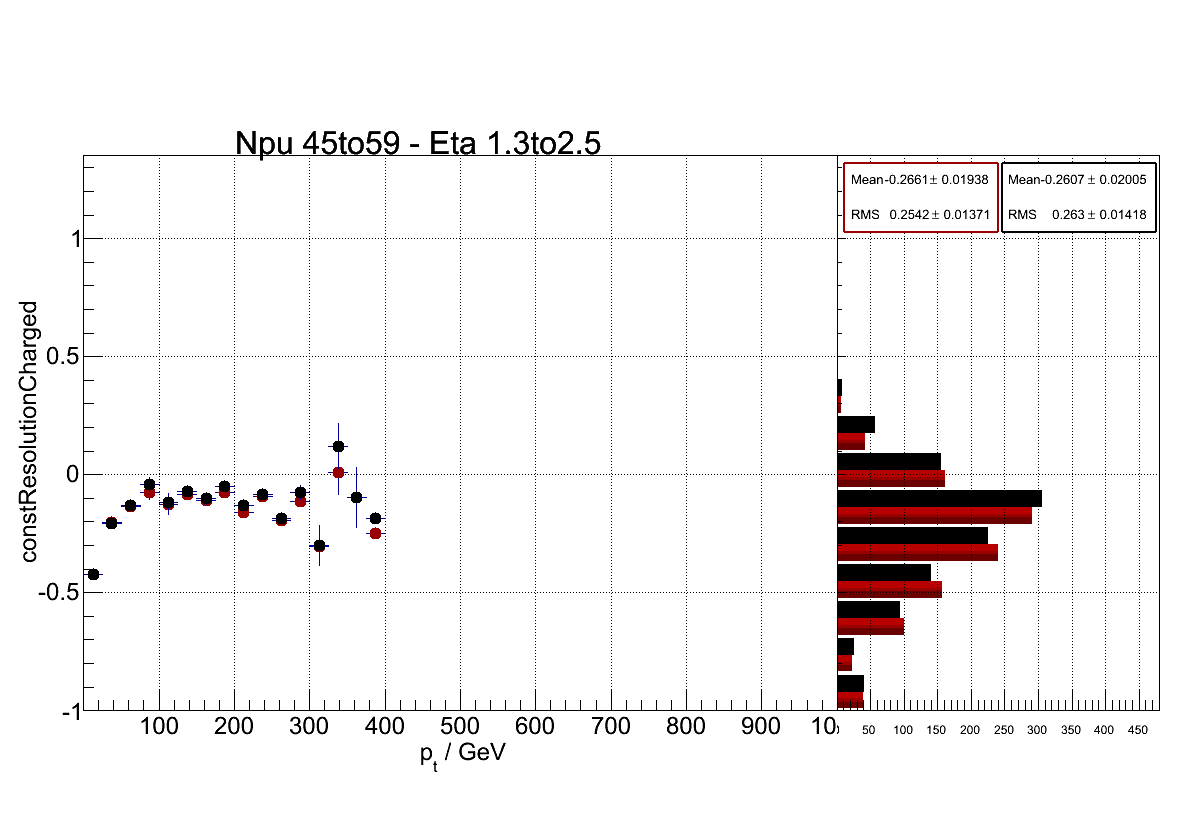 Npu 45to59 - Eta 1.3to2.5
Mean-0.2661± 0.01938
RMS 0.2542± 0.01371
Mean-0.2607± 0.02005
RMS 0.263± 0.01418
constResolutionCharged
1
0.5
0
-0.5
-1
100 200 300 400 500 600 700 800 900 10
50 100 150 200 250 300 350 400 450
pt / GeV